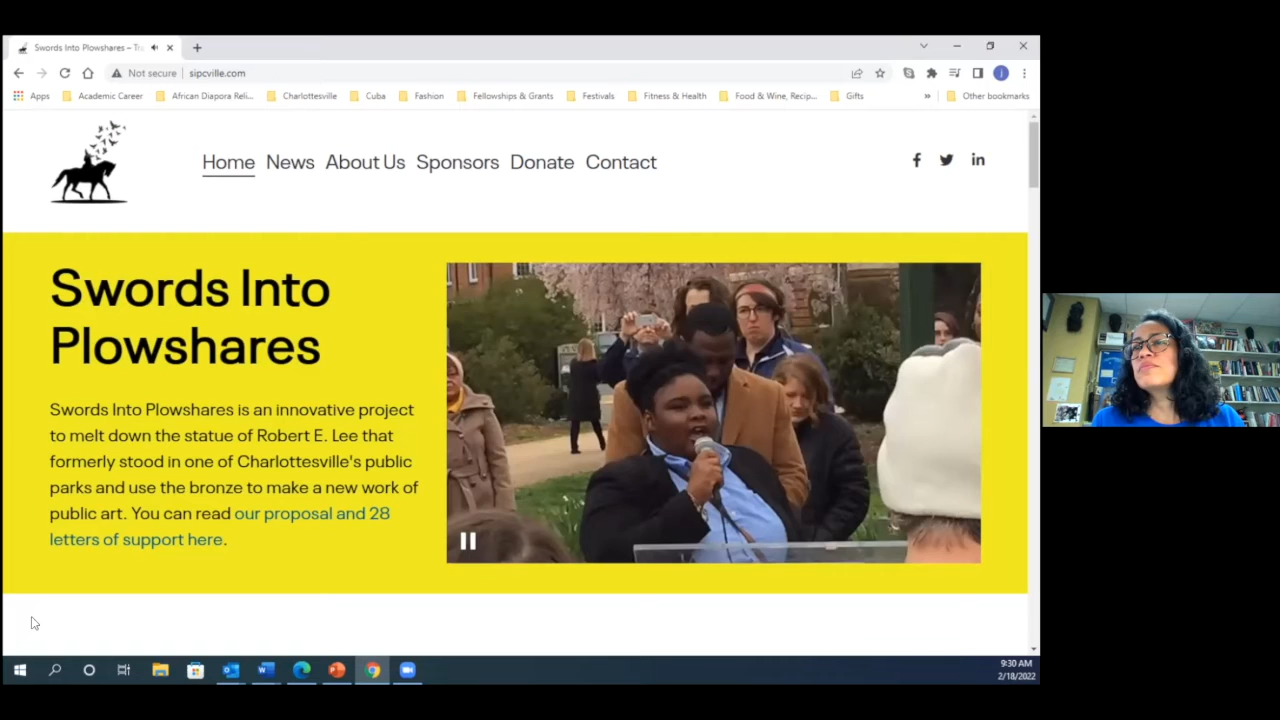 Swords Into Plowshares – Tr
Not secure
sipcville.com
Apps
Academic Career
African Diaspora Reli...
Charlottesville
Cuba
Fashion
Fellowships & Grants
Festivals
Fitness & Health
Food & Wine, Recip...
Gifts
»
Other bookmarks
Home News About Us Sponsors Donate Contact
Swords Into
Plowshares
Swords Into Plowshares is an innovative project
to melt down the statue of Robert E. Lee that
formerly stood in one of Charlottesville's public
parks and use the bronze to make a new work of
public art. You can read our proposal and 28
letters of support here.
9:30 AM
2/18/2022